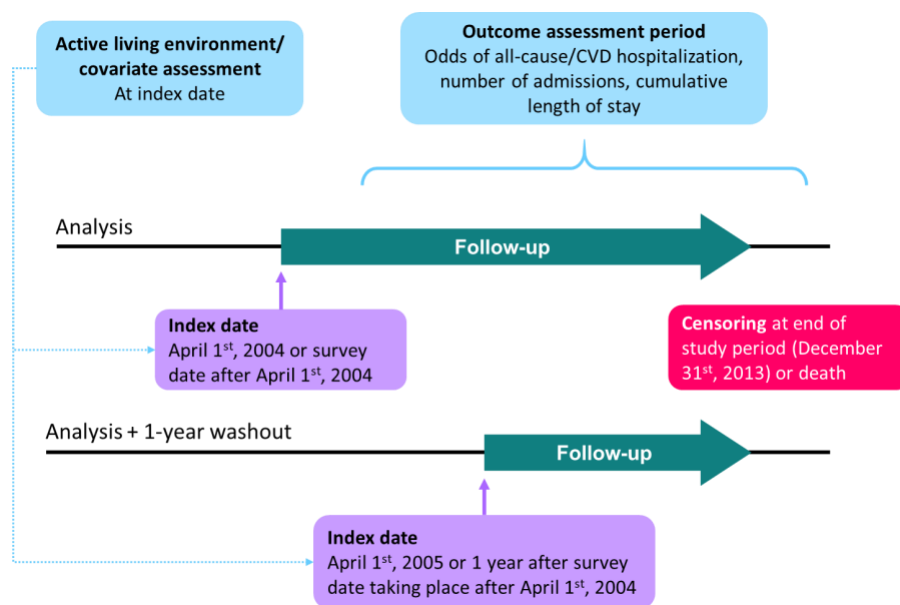 Active living environment/
covariate assessment
At index date
Outcome assessment period
Odds of all-cause/CVD hospitalization,
number of admissions, cumulative
length of stay
Analysis
Follow-up
Index date
April 1st, 2004 or survey
date after April 1st, 2004
Censoring at end of
study period (December
31st, 2013) or death
Analysis + 1-year washout
Follow-up
Index date
April 1st, 2005 or 1 year after survey
date taking place after April 1st, 2004